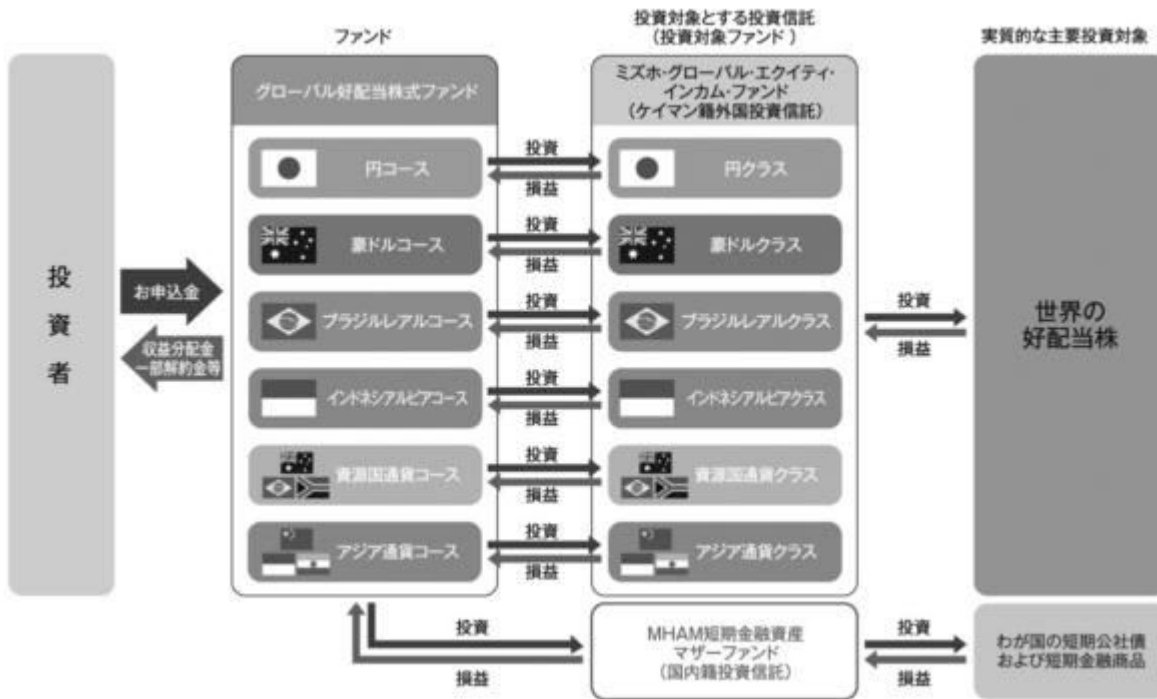 ファンド
投資対象とする投資信託
(投資対象ファンド)
実質的な主要投資対象
投資者
お申込金
収益分配金
一部解約金等
グローバル好配当株式ファンド
ミズホ・グローバル・エクイティ・
インカム・ファンド
(ケイマン籍外国投資信託)
円コース
投資
損益
円クラス
豪ドルコース
投資
損益
豪ドルクラス
ブラジルレアルコース
投資
損益
ブラジルレアルクラス
インドネシアルピアコース
投資
損益
インドネシアルピアクラス
資源国通貨コース
投資
損益
資源国通貨クラス
アジア通貨コース
投資
損益
アジア通貨クラス
投資
損益
世界の
好配当株
投資
損益
MHAM短期金融資産
マザーファンド
(国内籍投資信託)
投資
損益
わが国の短期公社債
および短期金融商品